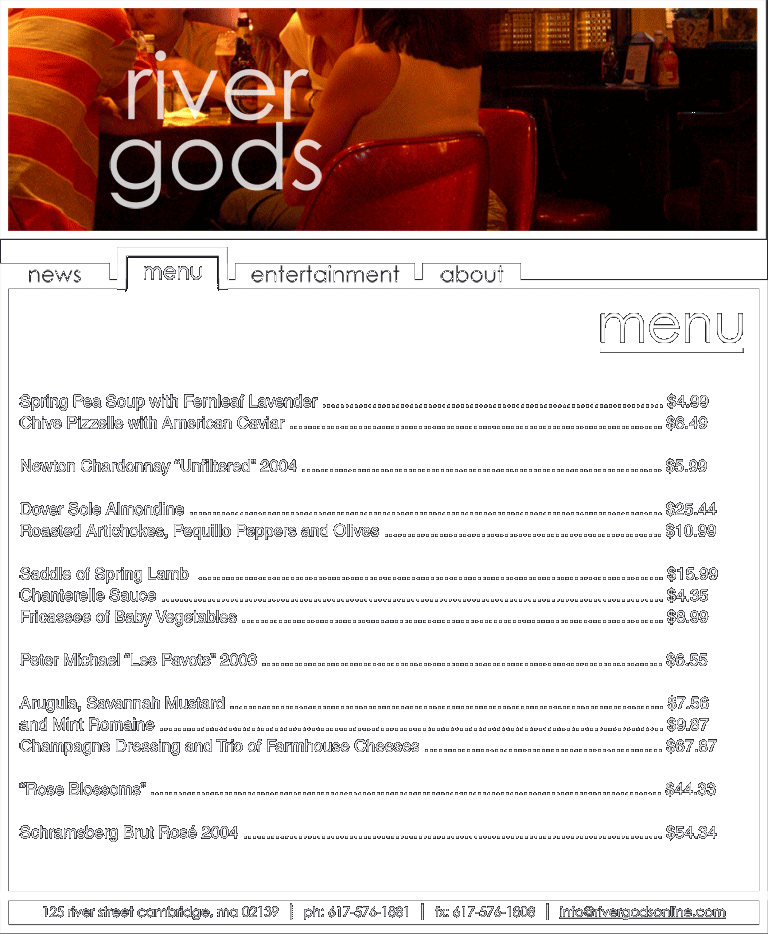 river
gods
news menu entertainment about
menu
Spring Pea Soup with Fernleaf Lavender ........................................ $4.99
Chive Pizzelle with American Caviar ........................................ $6.49
Newton Chardonnay "Unfiltered" 2004 ........................................ $5.99
Dover Sole Almondine ........................................ $25.44
Roasted Artichokes, Pequillo Peppers and Olives ........................................ $10.99
Saddle of Spring Lamb ........................................ $15.99
Chanterelle Sauce ........................................ $4.35
Fricassee of Baby Vegetables ........................................ $8.99
Peter Michael "Les Pavots" 2003 ........................................ $6.55
Arugula, Savannah Mustard ........................................ $7.56
and Mint Romaine ........................................ $9.87
Champagne Dressing and Trio of Farmhouse Cheeses ........................................ $67.87
"Rose Blossoms" ........................................ $44.33
Schramsberg Brut Rosé 2004 ........................................ $54.34
125 river street cambridge, ma 02139 | ph: 617-576-1881 | fx: 617-576-1808 | info@rivergodsonline.com